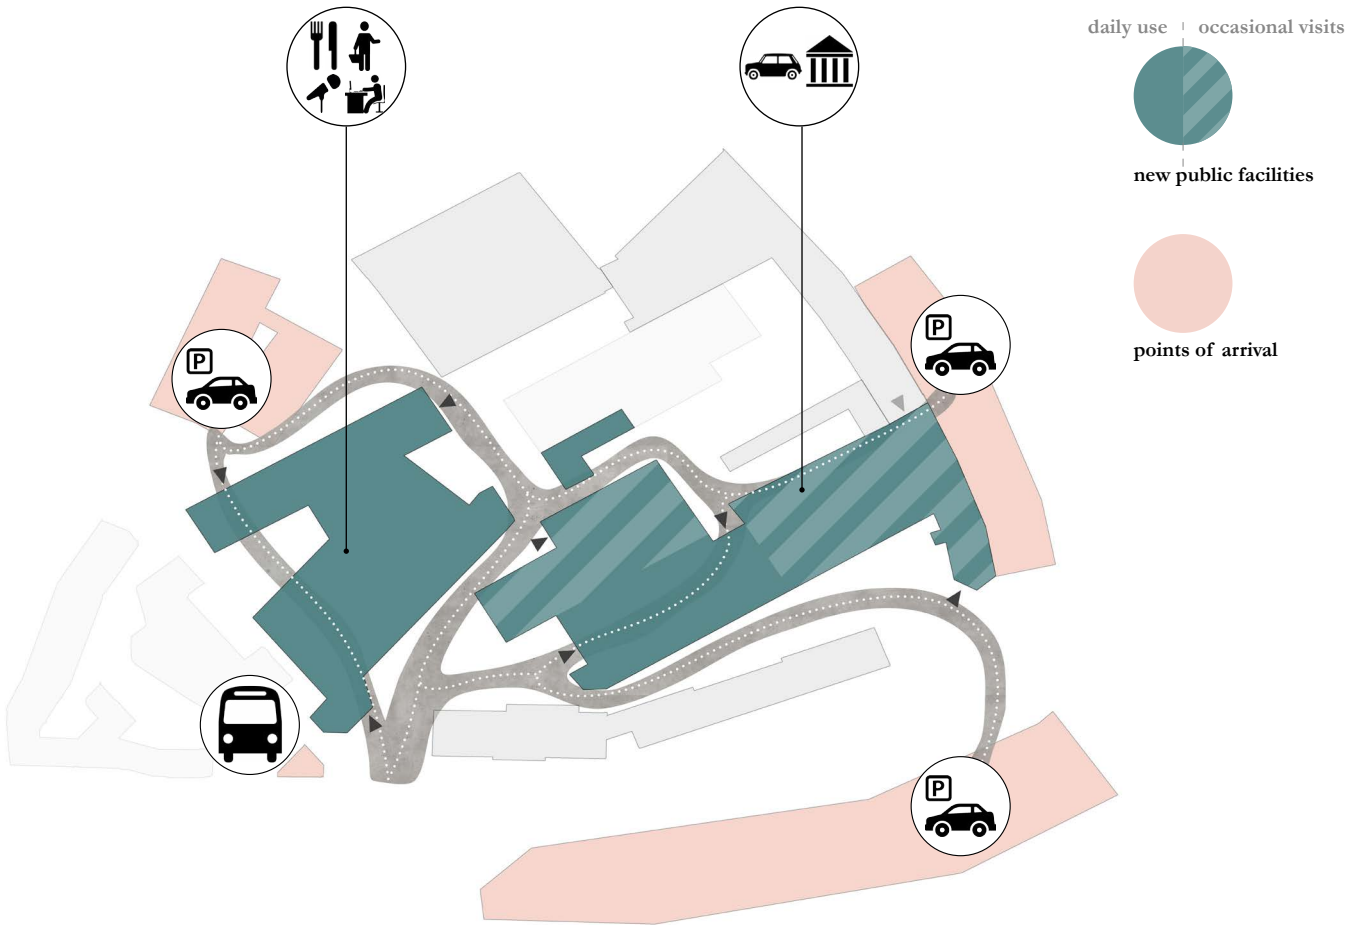 daily use occasional visits
new public facilities
points of arrival
P
P
P